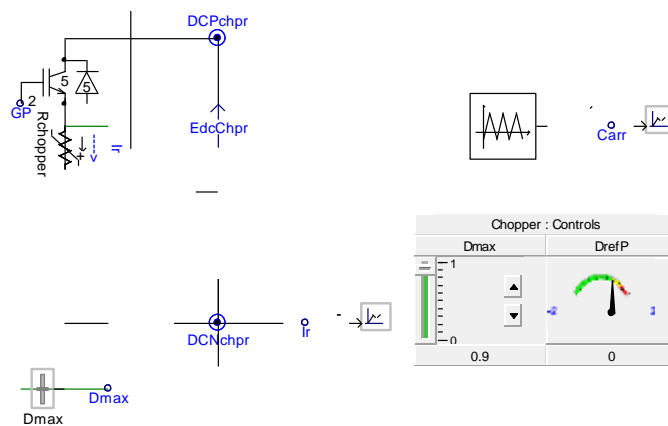 DCPchpr
5
5
2
GP
Rchopper
+
Ir
EdcChpr
Carr
Chopper : Controls
Dmax DrefP
1
0
0.9 0
DCNchpr
Ir
Dmax
Dmax